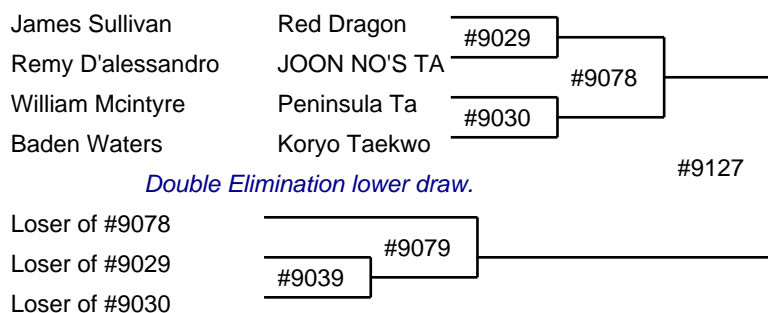 James Sullivan Red Dragon
#9029
Remy D'alessandro JOON NO'S TA
#9078
William Mcintyre Peninsula Ta
#9030
Baden Waters Koryo Taekwo
#9127
Double Elimination lower draw.
Loser of #9078
#9079
Loser of #9029
#9039
Loser of #9030